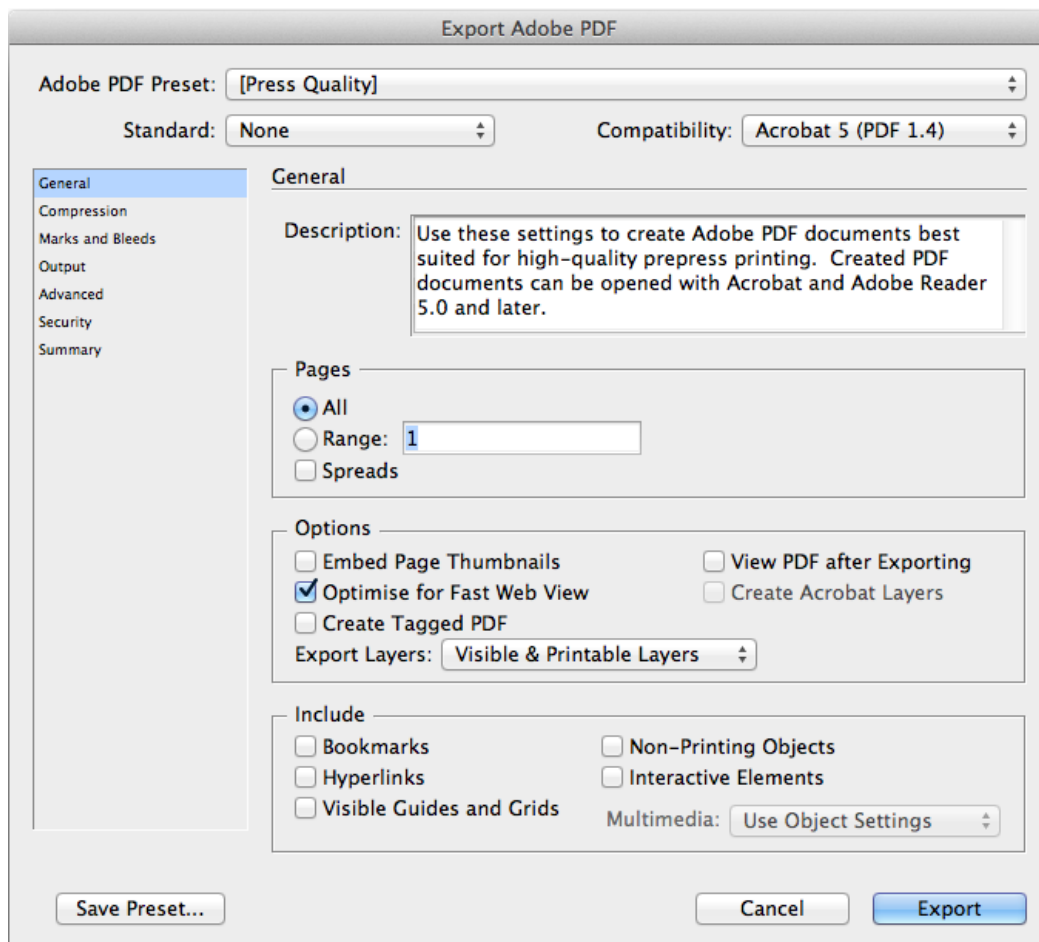 Export Adobe PDF
Adobe PDF Preset: [Press Quality]
Standard: None Compatibility: Acrobat 5 (PDF 1.4)
General
Compression
Marks and Bleeds
Output
Advanced
Security
Summary
General
Description: Use these settings to create Adobe PDF documents best
suited for high-quality prepress printing.  Created PDF
documents can be opened with Acrobat and Adobe Reader
5.0 and later.
Pages
All
Range: 1
Spreads
Options
Embed Page Thumbnails View PDF after Exporting
Optimise for Fast Web View Create Acrobat Layers
Create Tagged PDF
Export Layers: Visible & Printable Layers
Include
Bookmarks Non-Printing Objects
Hyperlinks Interactive Elements
Visible Guides and Grids Multimedia: Use Object Settings
Save Preset... Cancel Export